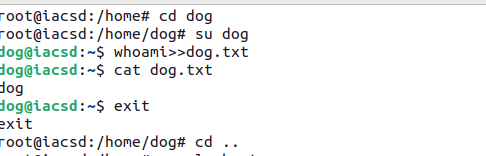 root@iacsd:/home# cd dog
root@iacsd:/home/dog# su dog
dog@iacsd:~$ whoami>>dog.txt
dog@iacsd:~$ cat dog.txt
dog
dog@iacsd:~$ exit
exit
root@iacsd:/home/dog# cd ..